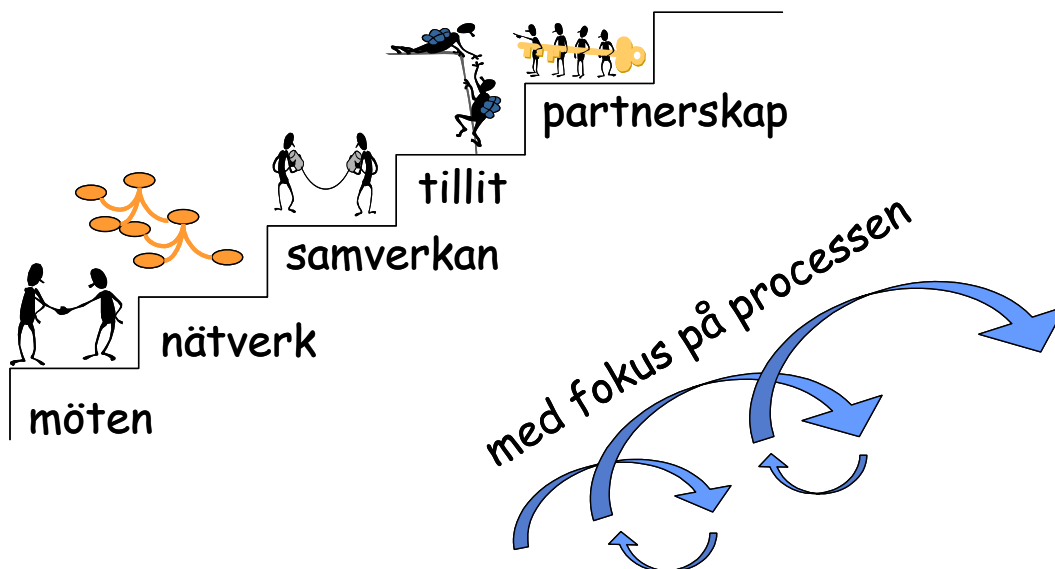 partnerskap
tillit
samverkan
nätverk
möten
med fokus på processen